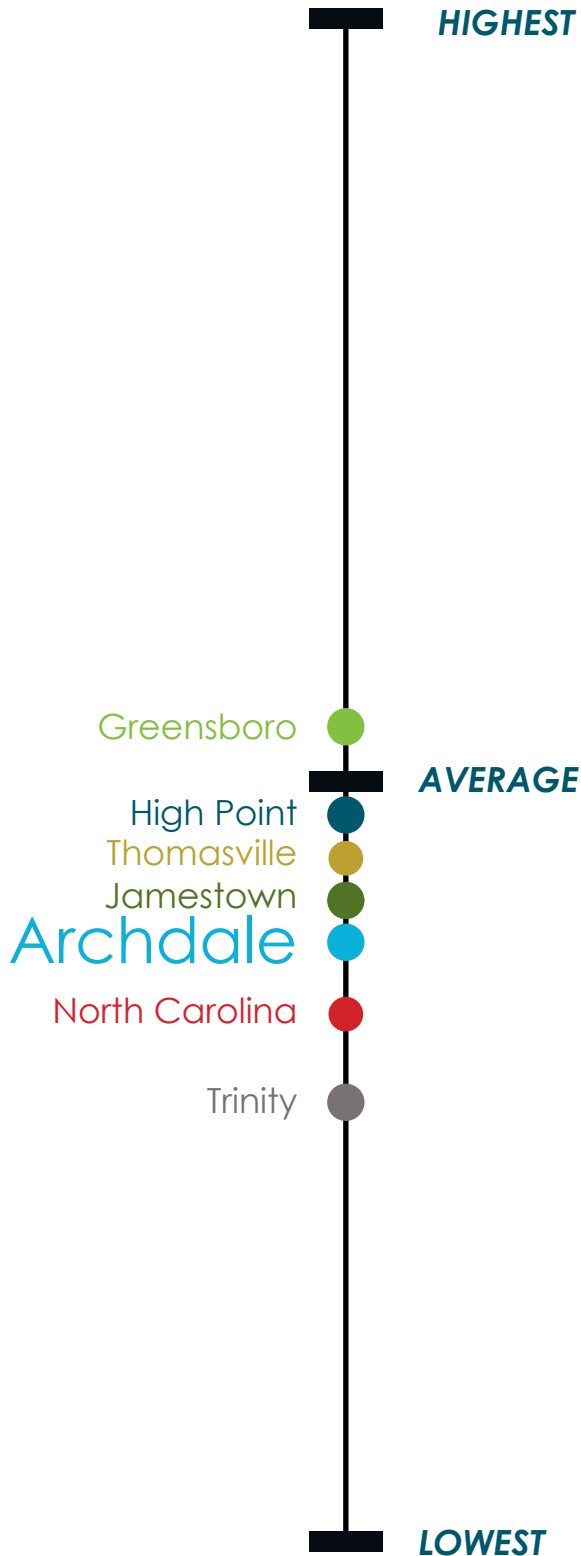 HIGHEST
Greensboro
AVERAGE
High Point
Thomasville
Jamestown
Archdale
North Carolina
Trinity
LOWEST